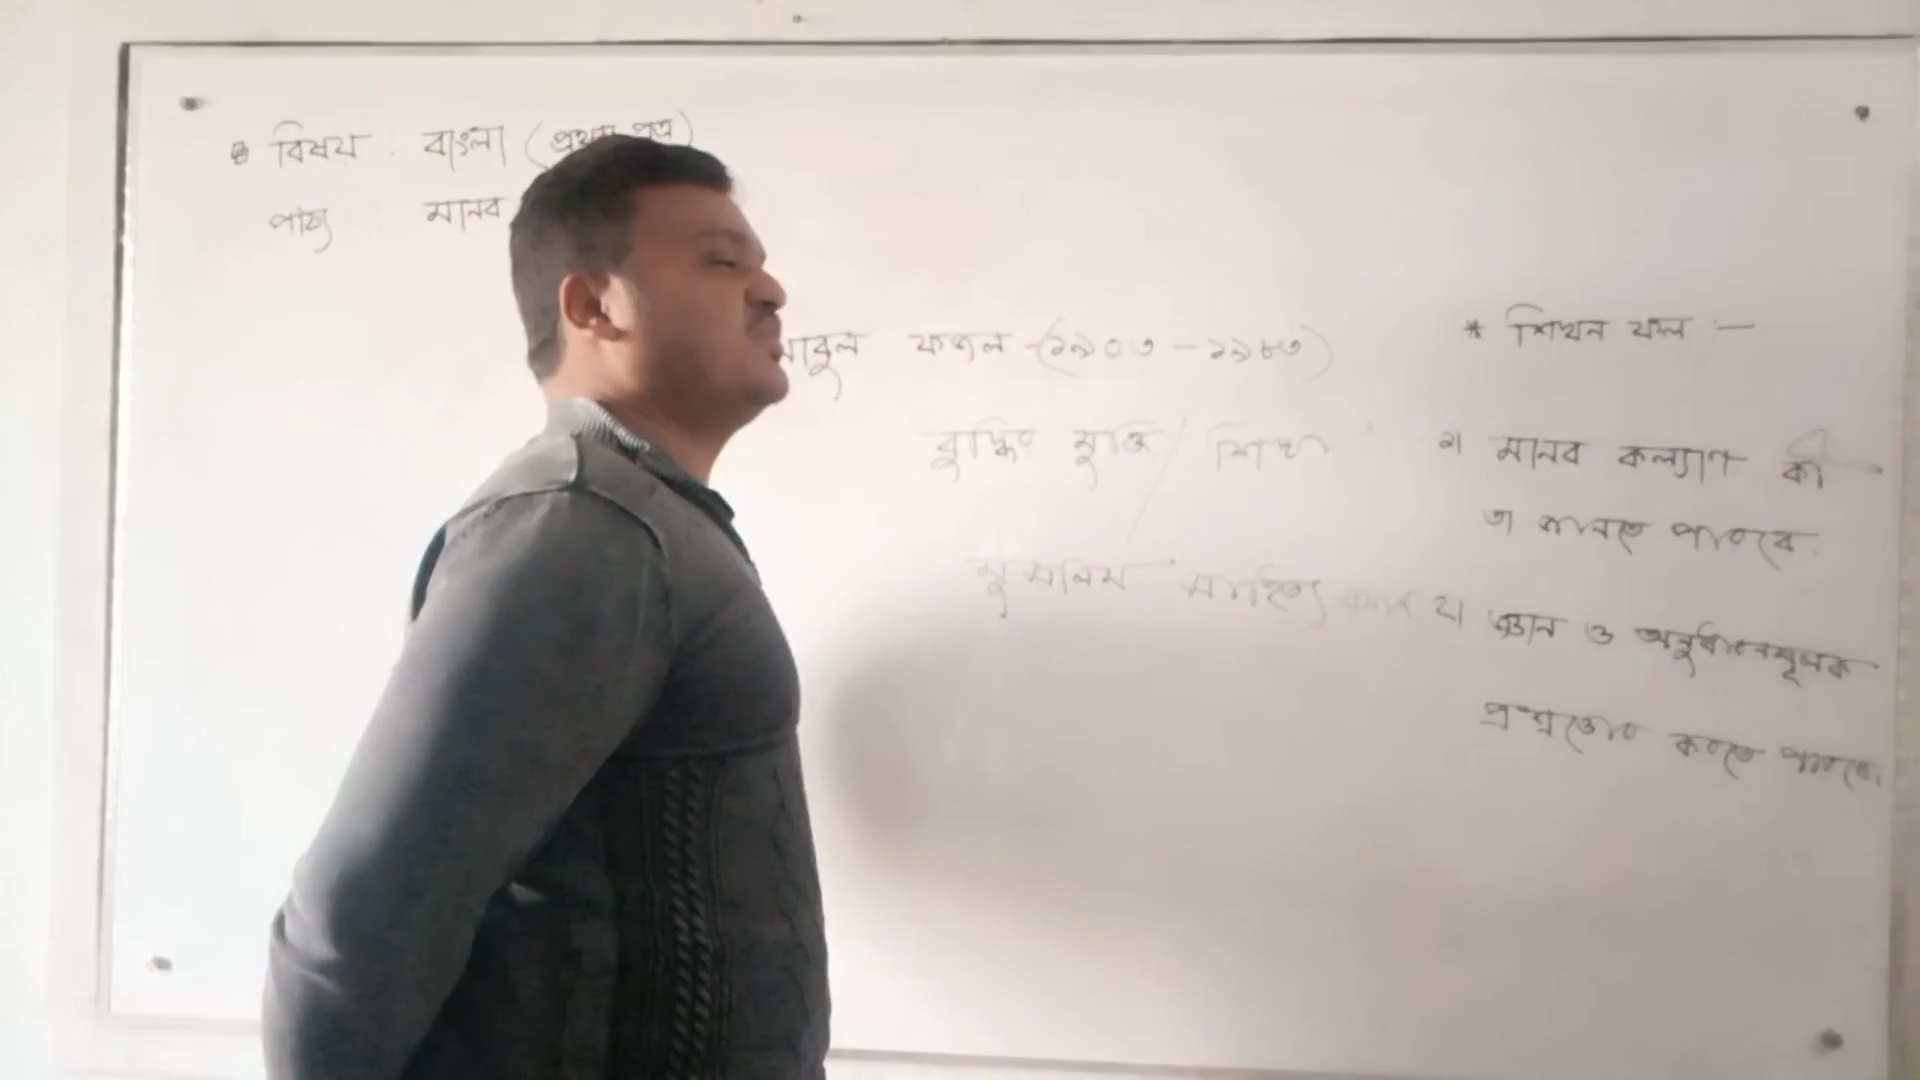 বিষয় : বাংলা (প্রথম পত্র)
পাঠ্য : মানব
আবুল ফজল - (১৯০৩ - ১৯৮৩)
বুদ্ধির মুক্তি / শিখা
মুসলিম সাহিত্য
* শিখন ফল :-
১। মানব কল্যাণ কী
তা জানতে পারবে।
২। জ্ঞান ও অনুধাবনমূলক
প্রশ্নোত্তর করতে পারবে।